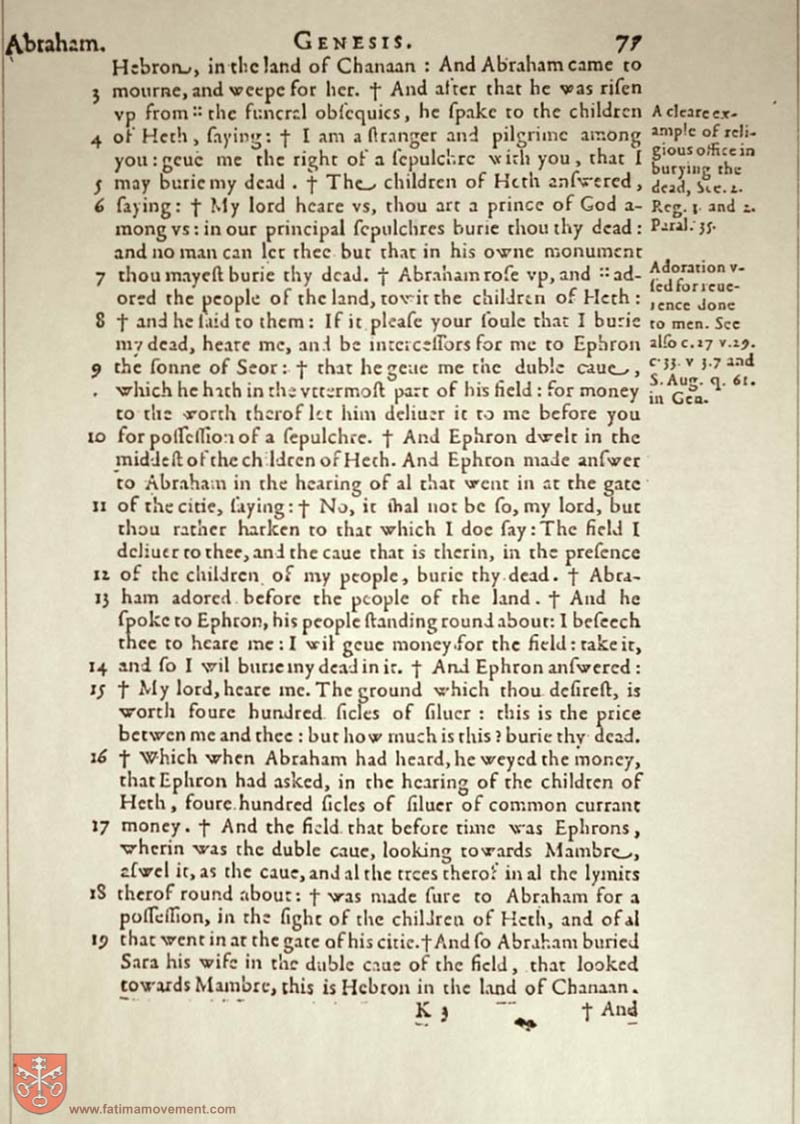 Abraham. GENESIS. 77
Hebron, in the land of Chanaan : And Abraham came to
3 mourne, and weepe for her. † And after that he was riſen
vp from :: the funeral obſequies, he ſpake to the children
4 of Heth, ſaying: † I am a ſtranger and pilgrime among
you : geue me the right of a ſepulchre with you, that I
5 may burie my dead. † The children of Heth anſwered,
6 ſaying: † My lord heare vs, thou art a prince of God a-
mong vs: in our principal ſepulchres burie thou thy dead:
and no man can let thee but that in his owne monument
7 thou mayeſt burie thy dead. † Abraham roſe vp, and :: ad-
ored the people of the land, towit the children of Heth:
8 † and he ſaid to them: If it pleaſe your ſoule that I burie
my dead, heare me, and be interceſſors for me to Ephron
9 the ſonne of Seor: † that he geue me the duble caue,
which he hath in the vttermoſt part of his field: for money
to the worth therof let him deliuer it to me before you
10 for poſſeſſion of a ſepulchre. † And Ephron dwelt in the
middeſt of the children of Heth. And Ephron made anſwer
to Abraham in the hearing of al that went in at the gate
11 of the citie, ſaying: † No, it ſhal not be ſo, my lord, but
thou rather harken to that which I doe ſay: The field I
deliuer to thee, and the caue that is therin, in the preſence
12 of the children of my people, burie thy dead. † Abra-
13 ham adored before the people of the land. † And he
ſpoke to Ephron, his people ſtanding round about: I beſeech
thee to heare me: I wil geue money for the field: take it,
14 and ſo I wil burie my dead in it. † And Ephron anſwered:
15 † My lord, heare me. The ground which thou deſireſt, is
worth foure hundred ſicles of ſiluer : this is the price
betwen me and thee : but how much is this? burie thy dead.
16 † Which when Abraham had heard, he weyed the money,
that Ephron had asked, in the hearing of the children of
Heth, foure hundred ſicles of ſiluer of common currant
17 money. † And the field that before time was Ephrons,
wherin was the duble caue, looking towards Mambre,
aſwel it, as the caue, and al the trees therof in al the lymits
18 therof round about: † was made ſure to Abraham for a
poſſeſſion, in the ſight of the children of Heth, and of al
19 that went in at the gate of his citie. † And ſo Abraham buried
Sara his wife in the duble caue of the field, that looked
towards Mambre, this is Hebron in the land of Chanaan.
K 3 † And
A cleare ex-
ample of reli-
gious office in
burying the
dead, See. 2.
Reg. 1. and 2.
Paral. 35.
Adoration v-
ſed for reue-
rence done
to men. See
alſo c. 27 v. 29.
c. 33. v 3.7 and
S. Aug. q. 61.
in Gen.
www.fatimamovement.com